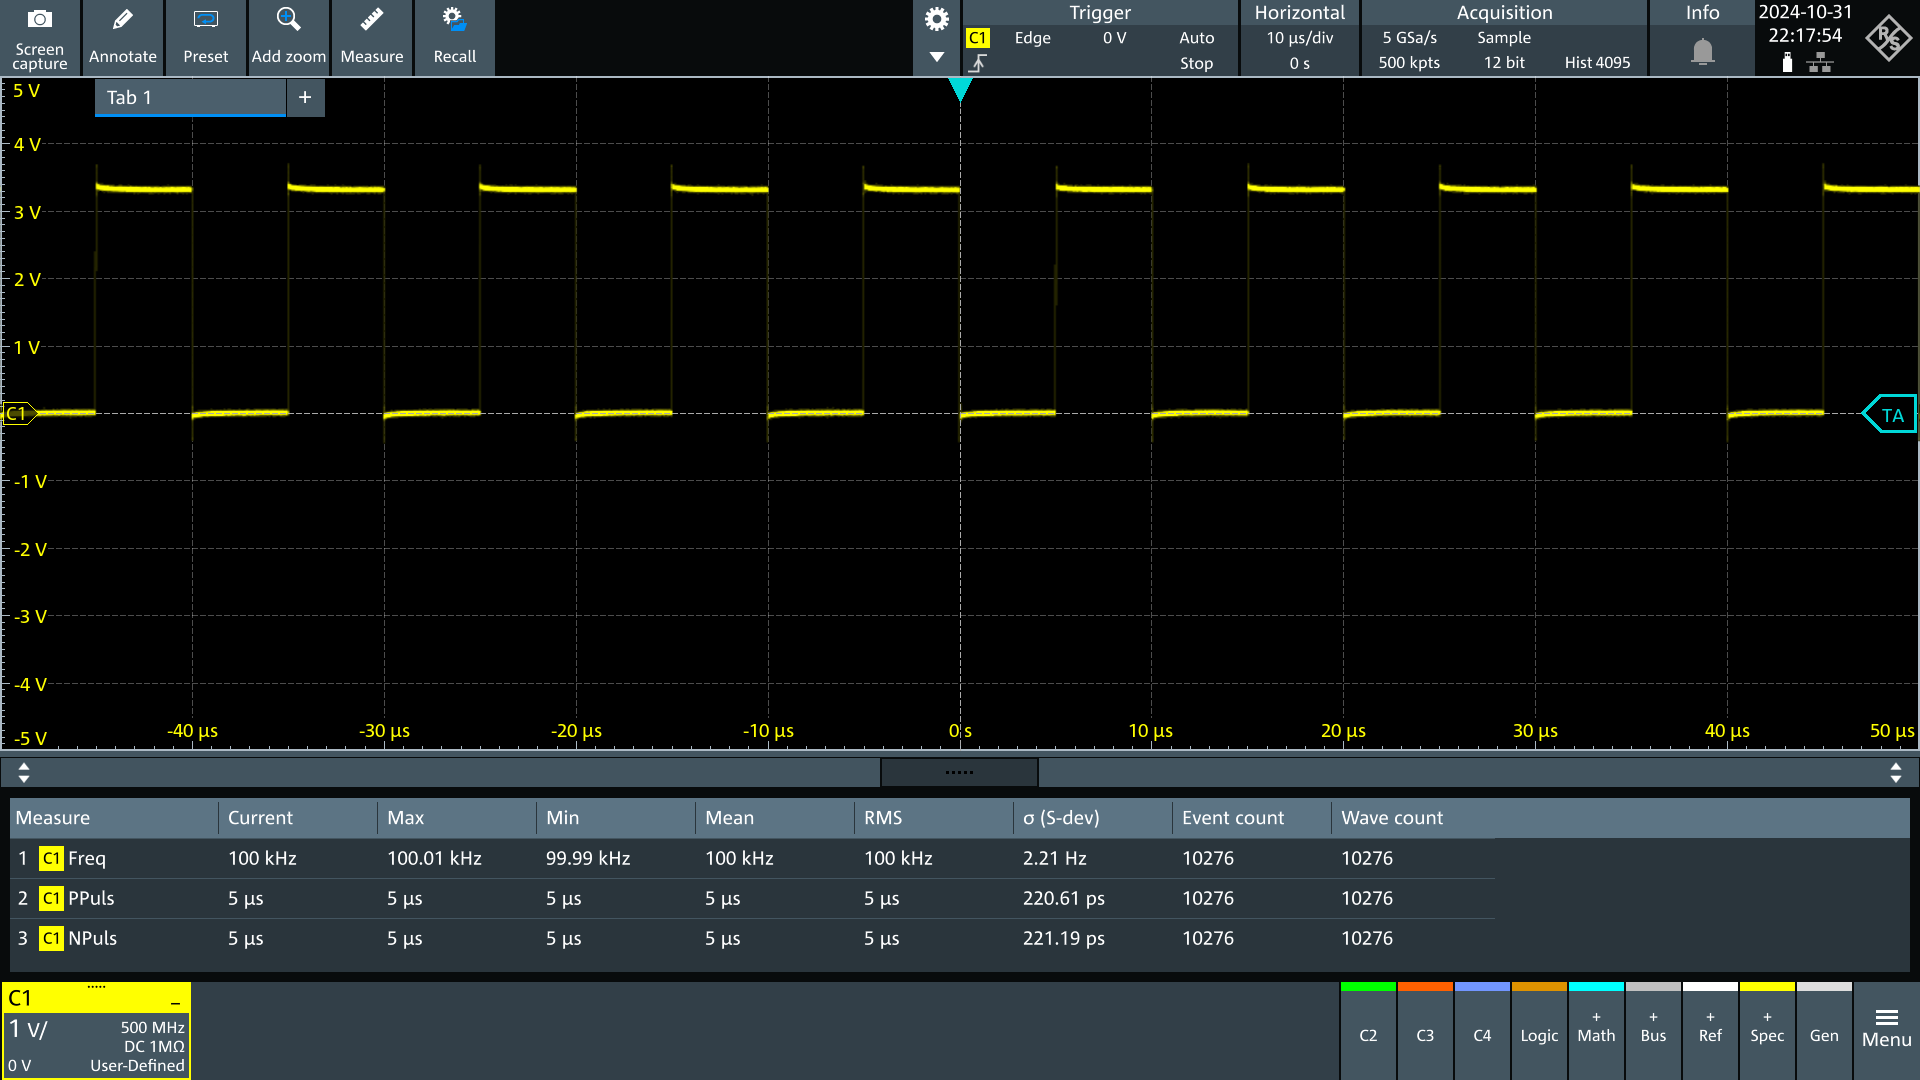 Screen capture
Annotate
Preset
Add zoom
Measure
Recall
Trigger
C1 Edge 0 V Auto
Stop
Horizontal
10 µs/div
0 s
Acquisition
5 GSa/s Sample
500 kpts 12 bit Hist 4095
Info
2024-10-31
22:17:54
R S
Tab 1 +
5 V
4 V
3 V
2 V
1 V
C1
TA
-1 V
-2 V
-3 V
-4 V
-5 V
-40 µs -30 µs -20 µs -10 µs 0 s 10 µs 20 µs 30 µs 40 µs 50 µs
Measure Current Max Min Mean RMS σ (S-dev) Event count Wave count
1 C1 Freq 100 kHz 100.01 kHz 99.99 kHz 100 kHz 100 kHz 2.21 Hz 10276 10276
2 C1 PPuls 5 µs 5 µs 5 µs 5 µs 5 µs 220.61 ps 10276 10276
3 C1 NPuls 5 µs 5 µs 5 µs 5 µs 5 µs 221.19 ps 10276 10276
C1
1 V/ 500 MHz
DC 1MΩ
0 V User-Defined
C2
C3
C4
Logic
+ Math
+ Bus
+ Ref
+ Spec
Gen
Menu